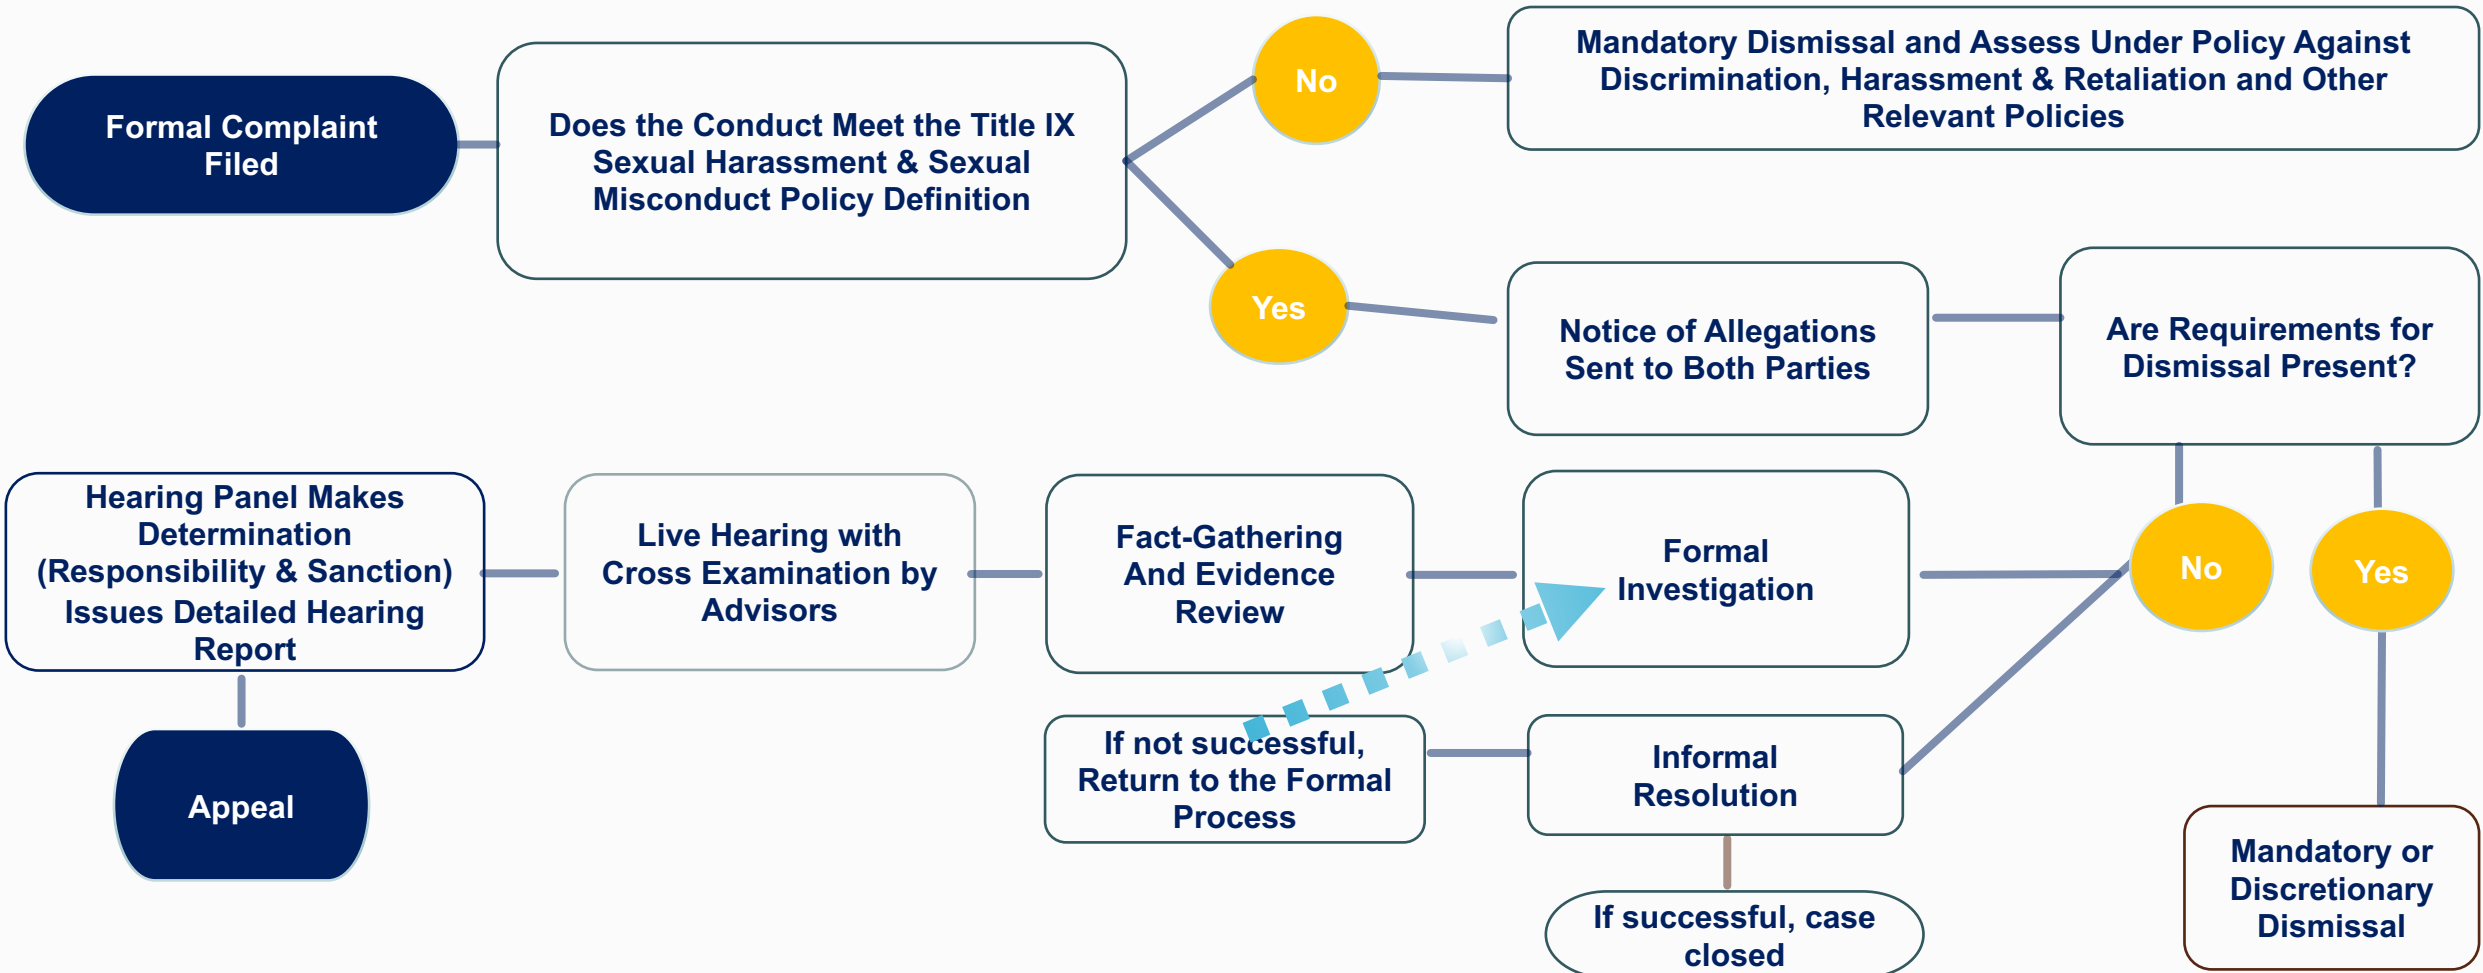 Formal Complaint
Filed
Does the Conduct Meet the Title IX
Sexual Harassment & Sexual
Misconduct Policy Definition
No
Mandatory Dismissal and Assess Under Policy Against
Discrimination, Harassment & Retaliation and Other
Relevant Policies
Yes
Notice of Allegations
Sent to Both Parties
Are Requirements for
Dismissal Present?
No
Yes
Mandatory or
Discretionary
Dismissal
Formal
Investigation
Fact-Gathering
And Evidence
Review
Live Hearing with
Cross Examination by
Advisors
Hearing Panel Makes
Determination
(Responsibility & Sanction)
Issues Detailed Hearing
Report
Appeal
Informal
Resolution
If not successful,
Return to the Formal
Process
If successful, case
closed